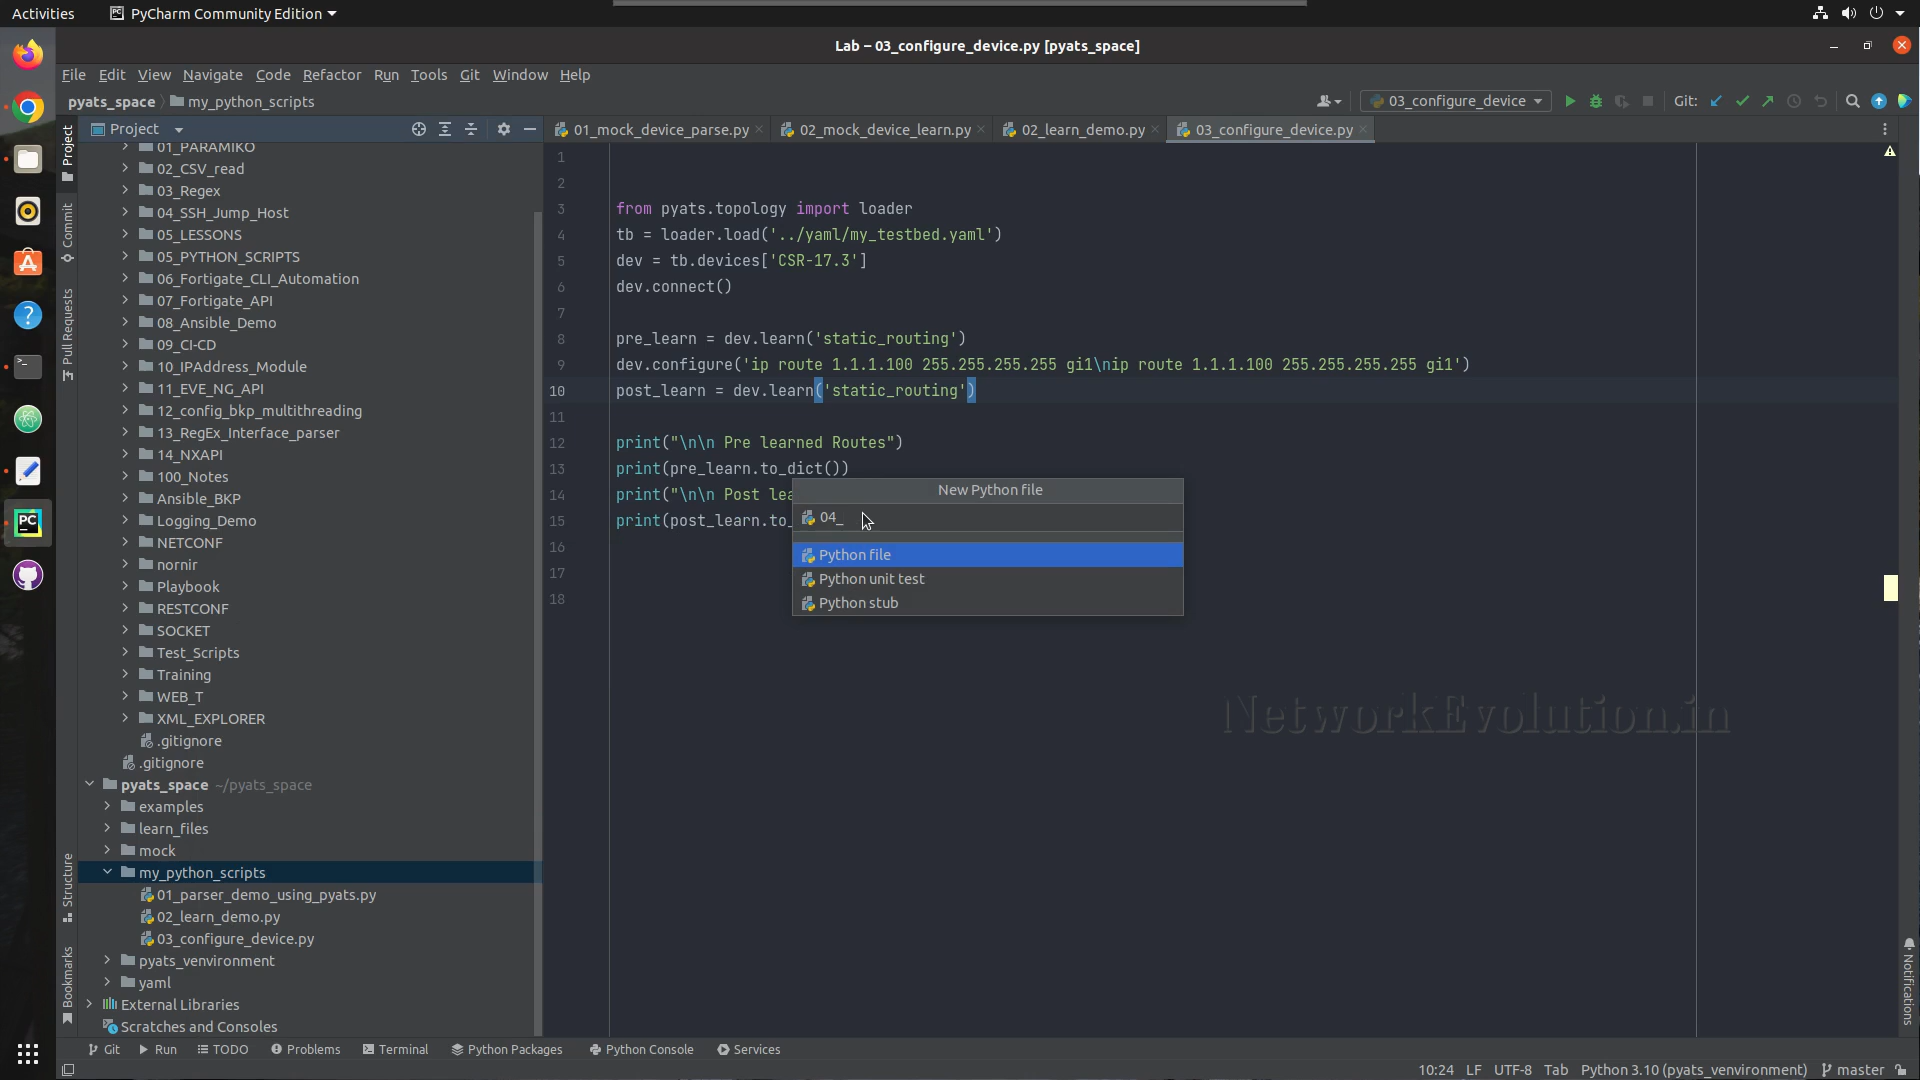 Activities
PyCharm Community Edition
Lab – 03_configure_device.py [pyats_space]
File Edit View Navigate Code Refactor Run Tools Git Window Help
pyats_space my_python_scripts
03_configure_device
Git:
Project
01_mock_device_parse.py
02_mock_device_learn.py
02_learn_demo.py
03_configure_device.py
Project
Commit
Pull Requests
Structure
Bookmarks
01_PARAMIKO
02_CSV_read
03_Regex
04_SSH_Jump_Host
05_LESSONS
05_PYTHON_SCRIPTS
06_Fortigate_CLI_Automation
07_Fortigate_API
08_Ansible_Demo
09_CI-CD
10_IPAddress_Module
11_EVE_NG_API
12_config_bkp_multithreading
13_RegEx_Interface_parser
14_NXAPI
100_Notes
Ansible_BKP
Logging_Demo
NETCONF
nornir
Playbook
RESTCONF
SOCKET
Test_Scripts
Training
WEB_T
XML_EXPLORER
.gitignore
.gitignore
pyats_space ~/pyats_space
examples
learn_files
mock
my_python_scripts
01_parser_demo_using_pyats.py
02_learn_demo.py
03_configure_device.py
pyats_venvironment
yaml
External Libraries
Scratches and Consoles
1
2
3 from pyats.topology import loader
4 tb = loader.load('../yaml/my_testbed.yaml')
5 dev = tb.devices['CSR-17.3']
6 dev.connect()
7
8 pre_learn = dev.learn('static_routing')
9 dev.configure('ip route 1.1.1.100 255.255.255.255 gi1\nip route 1.1.1.100 255.255.255.255 gi1')
10 post_learn = dev.learn('static_routing')
11
12 print("\n\n Pre learned Routes")
13 print(pre_learn.to_dict())
14 print("\n\n Post lea
15 print(post_learn.to_
16
17
18
New Python file
04_
Python file
Python unit test
Python stub
NetworkEvolution.in
Notifications
Git Run TODO Problems Terminal Python Packages Python Console Services
10:24 LF UTF-8 Tab Python 3.10 (pyats_venvironment) master